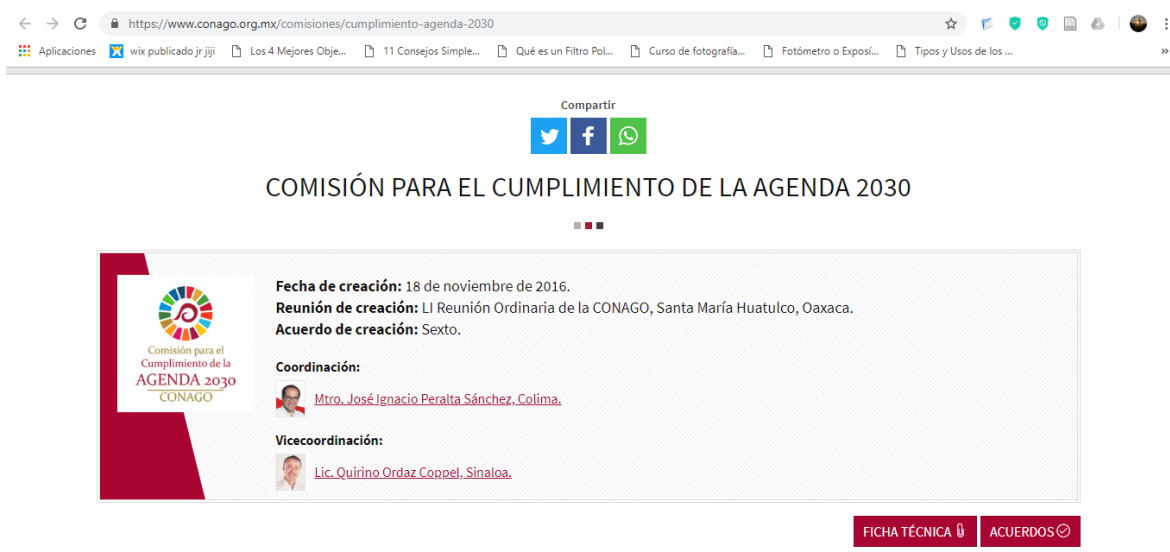 https://www.conago.org.mx/comisiones/cumplimiento-agenda-2030
Aplicaciones wix publicado jr jiji Los 4 Mejores Obje... 11 Consejos Simple... Qué es un Filtro Pol... Curso de fotografía... Fotómetro o Exposí... Tipos y Usos de los ... »
Compartir
COMISIÓN PARA EL CUMPLIMIENTO DE LA AGENDA 2030
Comisión para el
Cumplimiento de la
AGENDA 2030
CONAGO
Fecha de creación: 18 de noviembre de 2016.
Reunión de creación: LI Reunión Ordinaria de la CONAGO, Santa María Huatulco, Oaxaca.
Acuerdo de creación: Sexto.
Coordinación:
Mtro. José Ignacio Peralta Sánchez, Colima.
Vicecoordinación:
Lic. Quirino Ordaz Coppel, Sinaloa.
FICHA TÉCNICA ACUERDOS